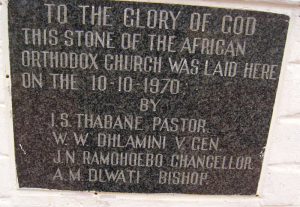 TO THE GLORY OF GOD
THIS STONE OF THE AFRICAN
ORTHODOX CHURCH WAS LAID HERE
ON THE 10-10-1970
BY
J.S. THABANE PASTOR
W.W. DHLAMINI V. GEN
J.N. RAMOHOEBO CHANCELLOR
A.M. DLWATI BISHOP